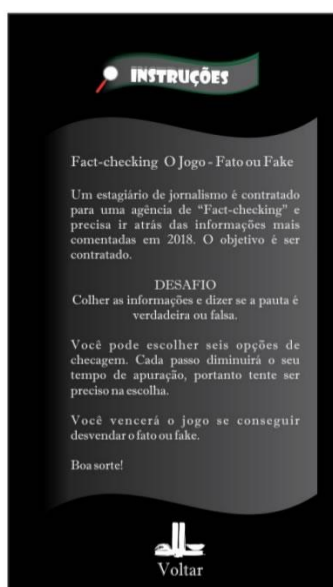 INSTRUÇÕES
Fact-checking O Jogo - Fato ou Fake
Um estagiário de jornalismo é contratado
para uma agência de “Fact-checking” e
precisa ir atrás das informações mais
comentadas em 2018. O objetivo é ser
contratado.
DESAFIO
Colher as informações e dizer se a pauta é
verdadeira ou falsa.
Você pode escolher seis opções de
checagem. Cada passo diminuirá o seu
tempo de apuração, portanto tente ser
preciso na escolha.
Você vencerá o jogo se conseguir
desvendar o fato ou fake.
Boa sorte!
Voltar